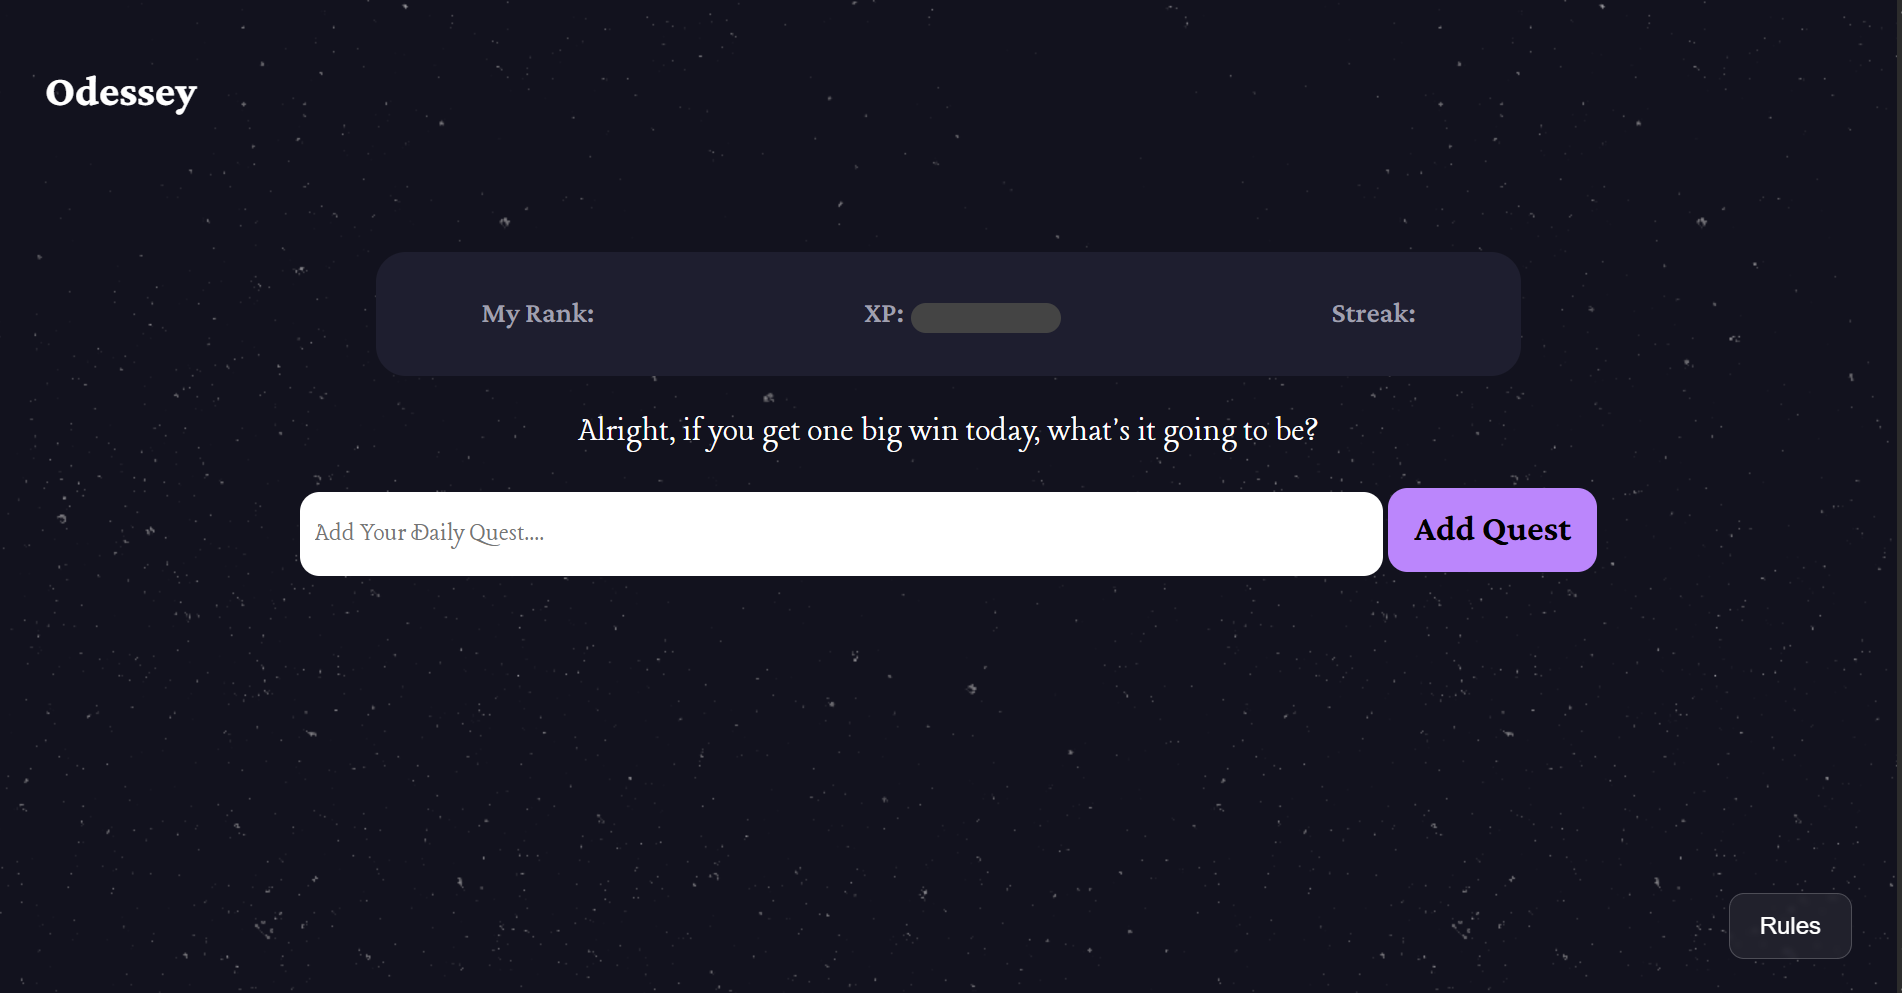 Odessey
My Rank: XP: Streak:
Alright, if you get one big win today, what's it going to be?
Add Your Daily Quest.... Add Quest
Rules